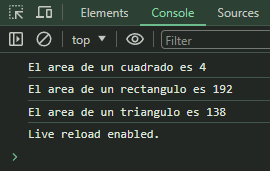 Elements Console Sources
top Filter
El area de un cuadrado es 4
El area de un rectangulo es 192
El area de un triangulo es 138
Live reload enabled.